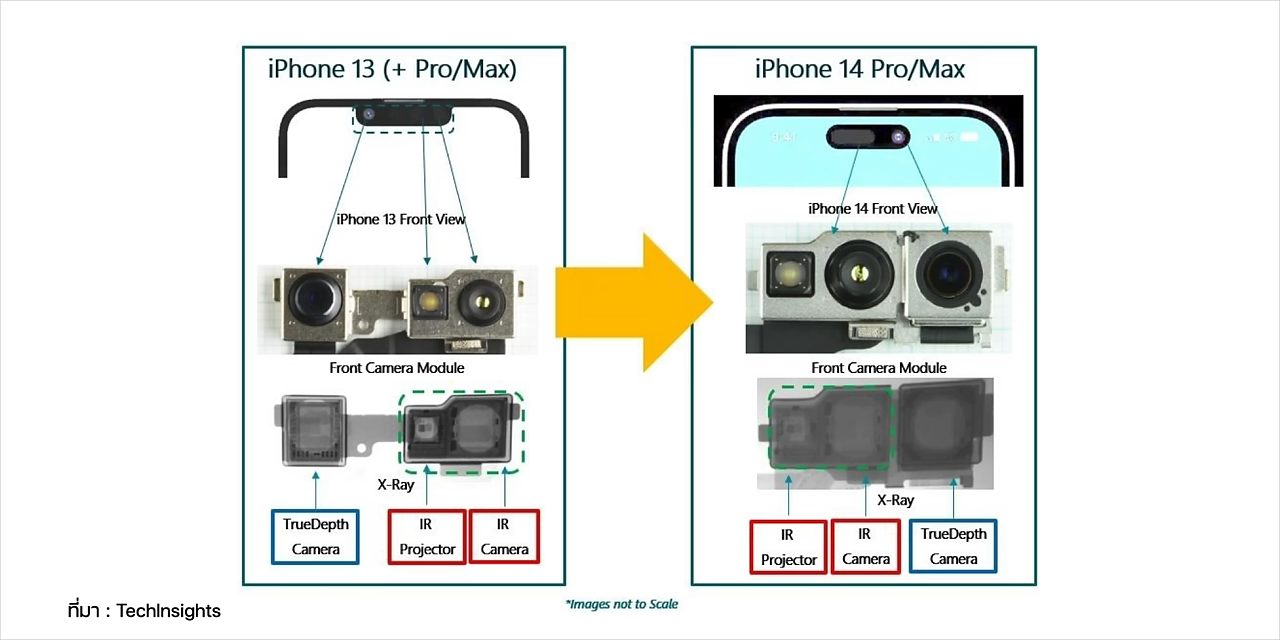 iPhone 13 (+ Pro/Max)
iPhone 13 Front View
Front Camera Module
X-Ray
TrueDepth
Camera
IR
Projector
IR
Camera
iPhone 14 Pro/Max
9:41
iPhone 14 Front View
Front Camera Module
X-Ray
IR
Projector
IR
Camera
TrueDepth
Camera
*Images not to Scale
ที่มา : TechInsights